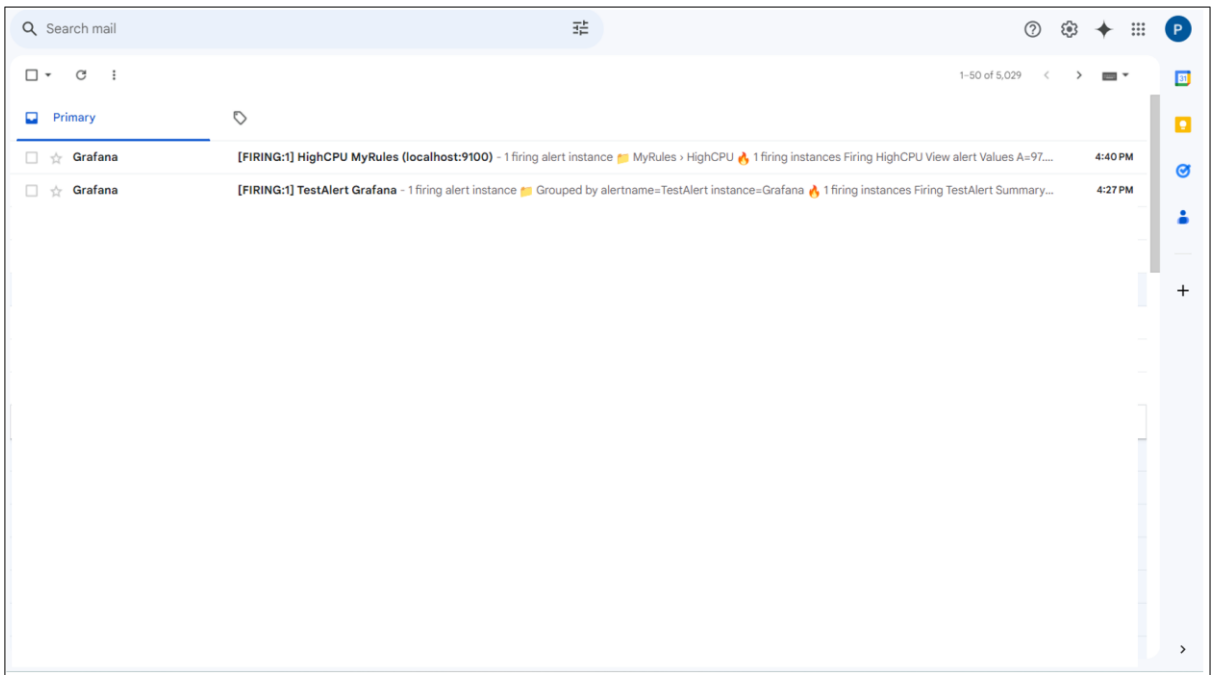 Search mail
P
1–50 of 5,029
31
Primary
Grafana [FIRING:1] HighCPU MyRules (localhost:9100) - 1 firing alert instance 📁 MyRules › HighCPU 🔥 1 firing instances Firing HighCPU View alert Values A=97.... 4:40 PM
Grafana [FIRING:1] TestAlert Grafana - 1 firing alert instance 📁 Grouped by alertname=TestAlert instance=Grafana 🔥 1 firing instances Firing TestAlert Summary... 4:27 PM